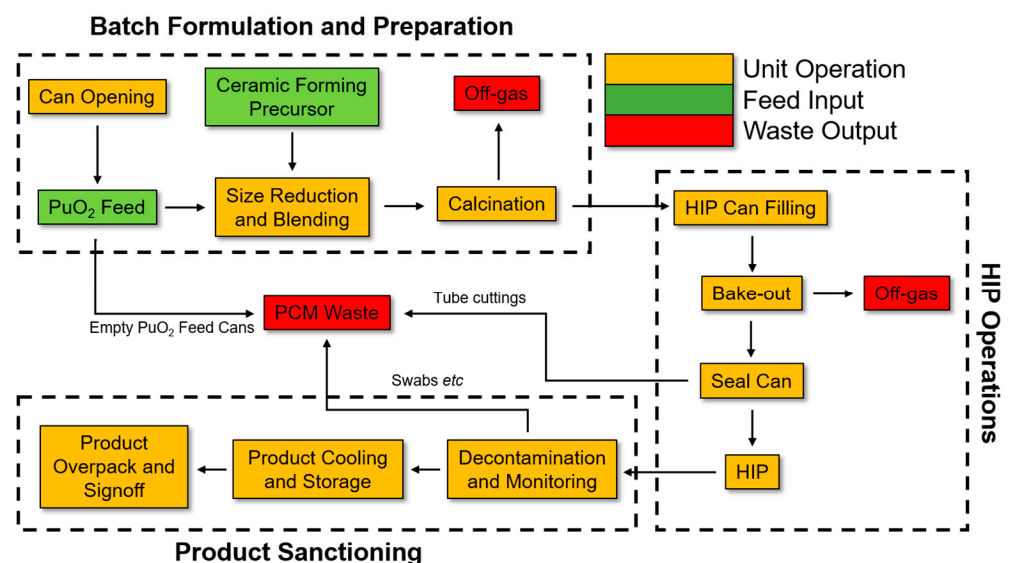 Batch Formulation and Preparation
Can Opening
Ceramic Forming
Precursor
Off-gas
Unit Operation
Feed Input
Waste Output
PuO₂ Feed
Size Reduction
and Blending
Calcination
HIP Can Filling
Bake-out
Off-gas
HIP Operations
Tube cuttings
PCM Waste
Empty PuO₂ Feed Cans
Seal Can
Swabs etc
Product
Overpack and
Signoff
Product Cooling
and Storage
Decontamination
and Monitoring
HIP
Product Sanctioning